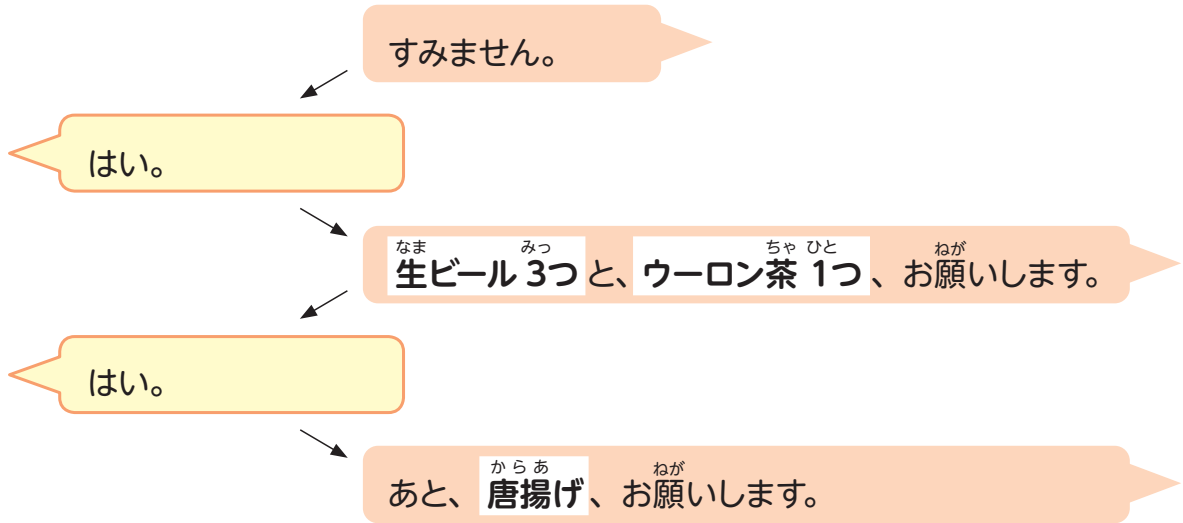 すみません。
はい。
なま みっ ちゃ ひと ねが
生ビール 3つ と、 ウーロン茶 1つ 、お願いします。
はい。
からあ ねが
あと、 唐揚げ 、お願いします。